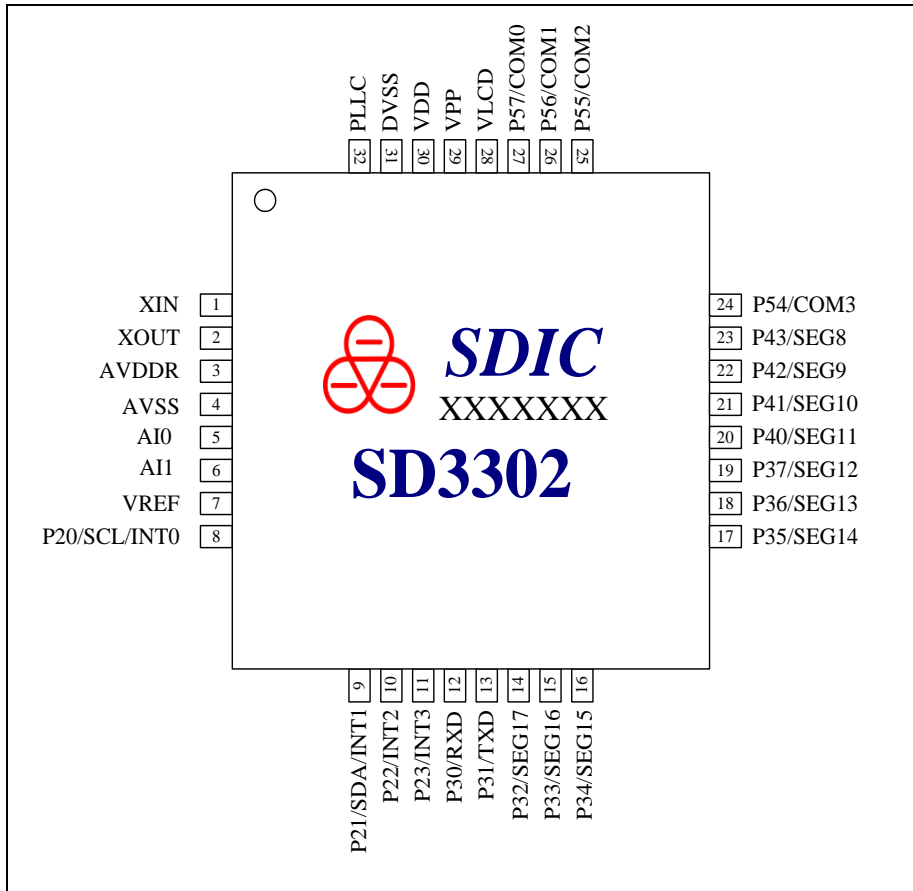 PLLC
DVSS
VDD
VPP
VLCD
P57/COM0
P56/COM1
P55/COM2
32
31
30
29
28
27
26
25
XIN 1
XOUT 2
AVDDR 3
AVSS 4
AI0 5
AI1 6
VREF 7
P20/SCL/INT0 8
SDIC
XXXXXXX
SD3302
24 P54/COM3
23 P43/SEG8
22 P42/SEG9
21 P41/SEG10
20 P40/SEG11
19 P37/SEG12
18 P36/SEG13
17 P35/SEG14
9
10
11
12
13
14
15
16
P21/SDA/INT1
P22/INT2
P23/INT3
P30/RXD
P31/TXD
P32/SEG17
P33/SEG16
P34/SEG15